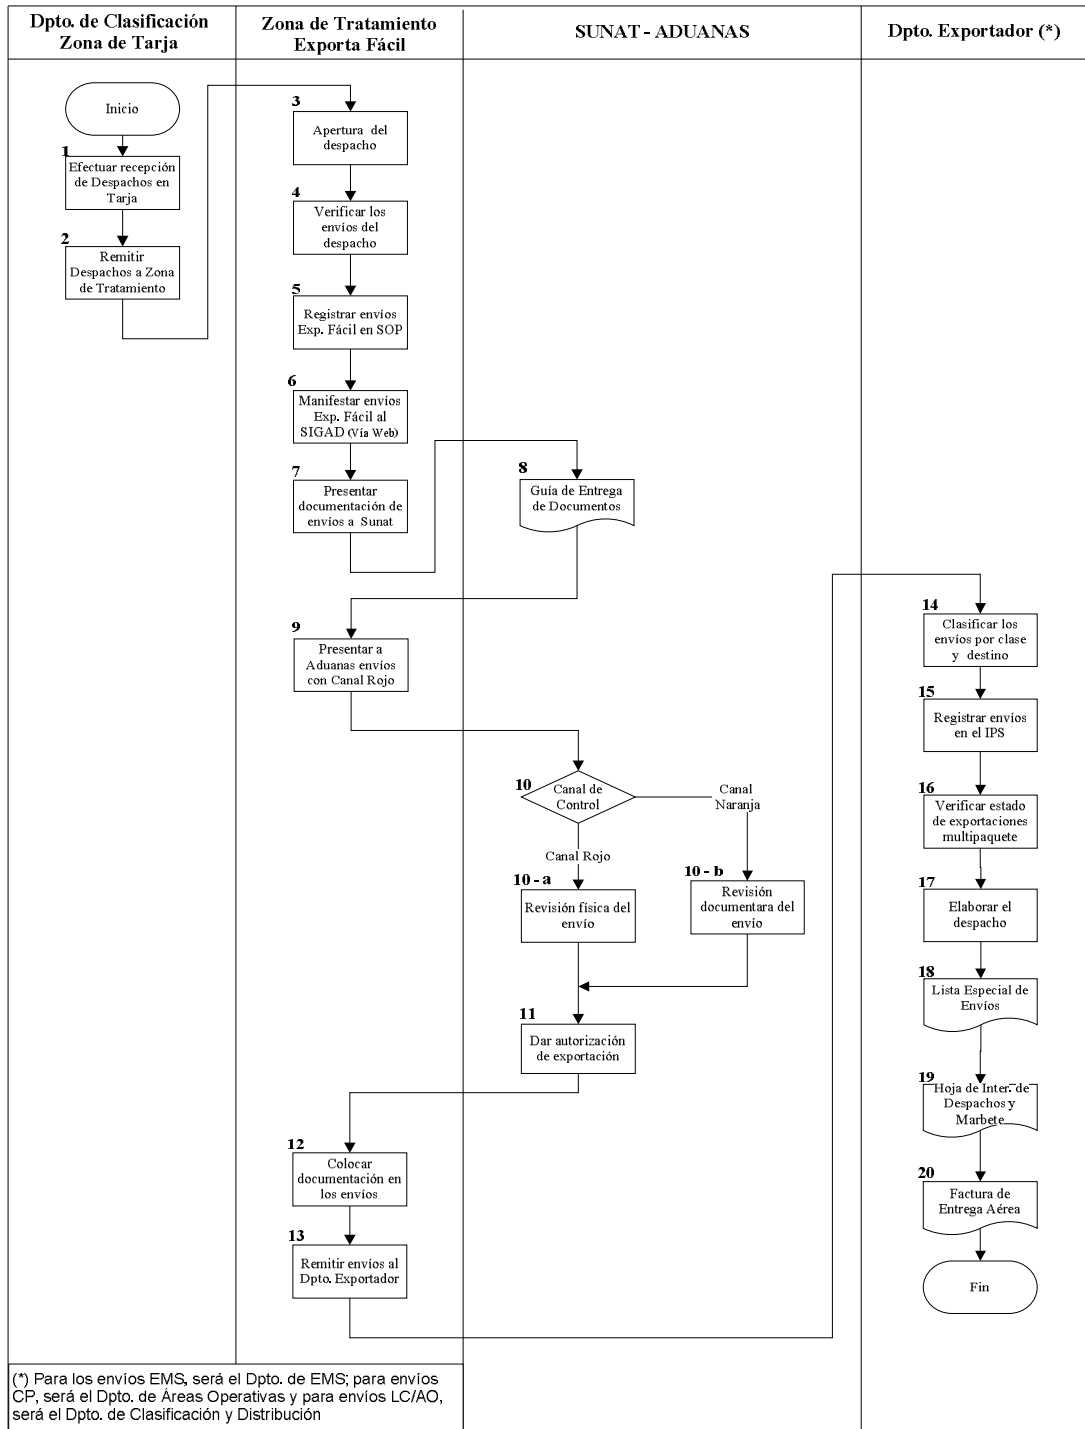 Dpto. de Clasificación
Zona de Tarja
Zona de Tratamiento
Exporta Fácil
SUNAT - ADUANAS
Dpto. Exportador (*)
Inicio
1
Efectuar recepción
de Despachos en
Tarja
2
Remitir
Despachos a Zona
de Tratamiento
3
Apertura del
despacho
4
Verificar los
envíos del
despacho
5
Registrar envíos
Exp. Fácil en SOP
6
Manifestar envíos
Exp. Fácil al
SIGAD (Vía Web)
7
Presentar
documentación de
envíos a Sunat
8
Guía de Entrega
de Documentos
9
Presentar a
Aduanas envíos
con Canal Rojo
10
Canal de
Control
Canal
Naranja
Canal Rojo
10 - a
Revisión física del
envío
10 - b
Revisión
documentara del
envío
11
Dar autorización
de exportación
12
Colocar
documentación en
los envíos
13
Remitir envíos al
Dpto. Exportador
14
Clasificar los
envíos por clase
y destino
15
Registrar envíos
en el IPS
16
Verificar estado
de exportaciones
multipaquete
17
Elaborar el
despacho
18
Lista Especial de
Envíos
19
Hoja de Inter. de
Despachos y
Marbete
20
Factura de
Entrega Aérea
Fin
(*) Para los envíos EMS, será el Dpto. de EMS; para envíos
CP, será el Dpto. de Áreas Operativas y para envíos LC/AO,
será el Dpto. de Clasificación y Distribución